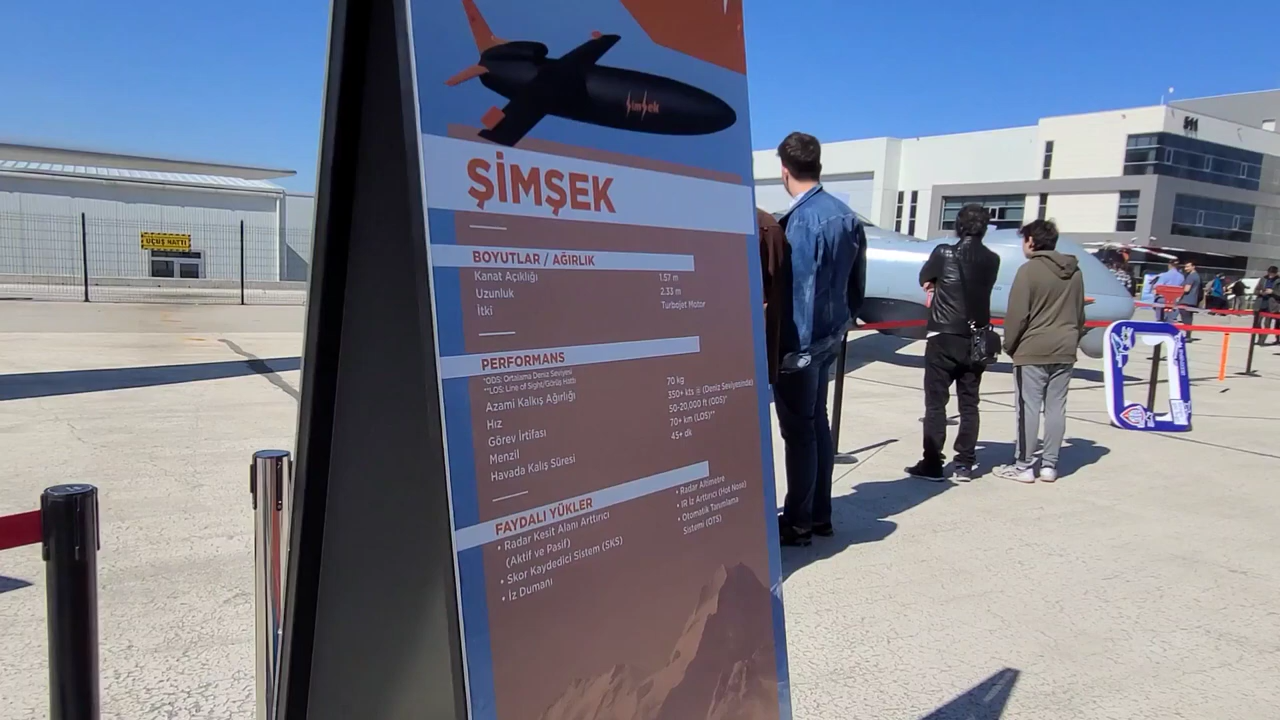 Şimşek
ŞİMŞEK
BOYUTLAR / AĞIRLIK
Kanat Açıklığı 1.57 m
Uzunluk 2.33 m
İtki Turbojet Motor
PERFORMANS
*ODS: Ortalama Deniz Seviyesi
**LOS: Line of Sight/Görüş Hattı
Azami Kalkış Ağırlığı 70 kg
Hız 350+ kts @ (Deniz Seviyesinde)
Görev İrtifası 50-20,000 ft (ODS)*
Menzil 70+ km (LOS)**
Havada Kalış Süresi 45+ dk
FAYDALI YÜKLER
• Radar Kesit Alanı Arttırıcı
(Aktif ve Pasif)
• Skor Kaydedici Sistem (SKS)
• İz Dumanı
• Radar Altimetre
• IR İz Arttırıcı (Hot Nose)
• Otomatik Tanımlama
Sistemi (OTS)
UÇUŞ HATTI
511